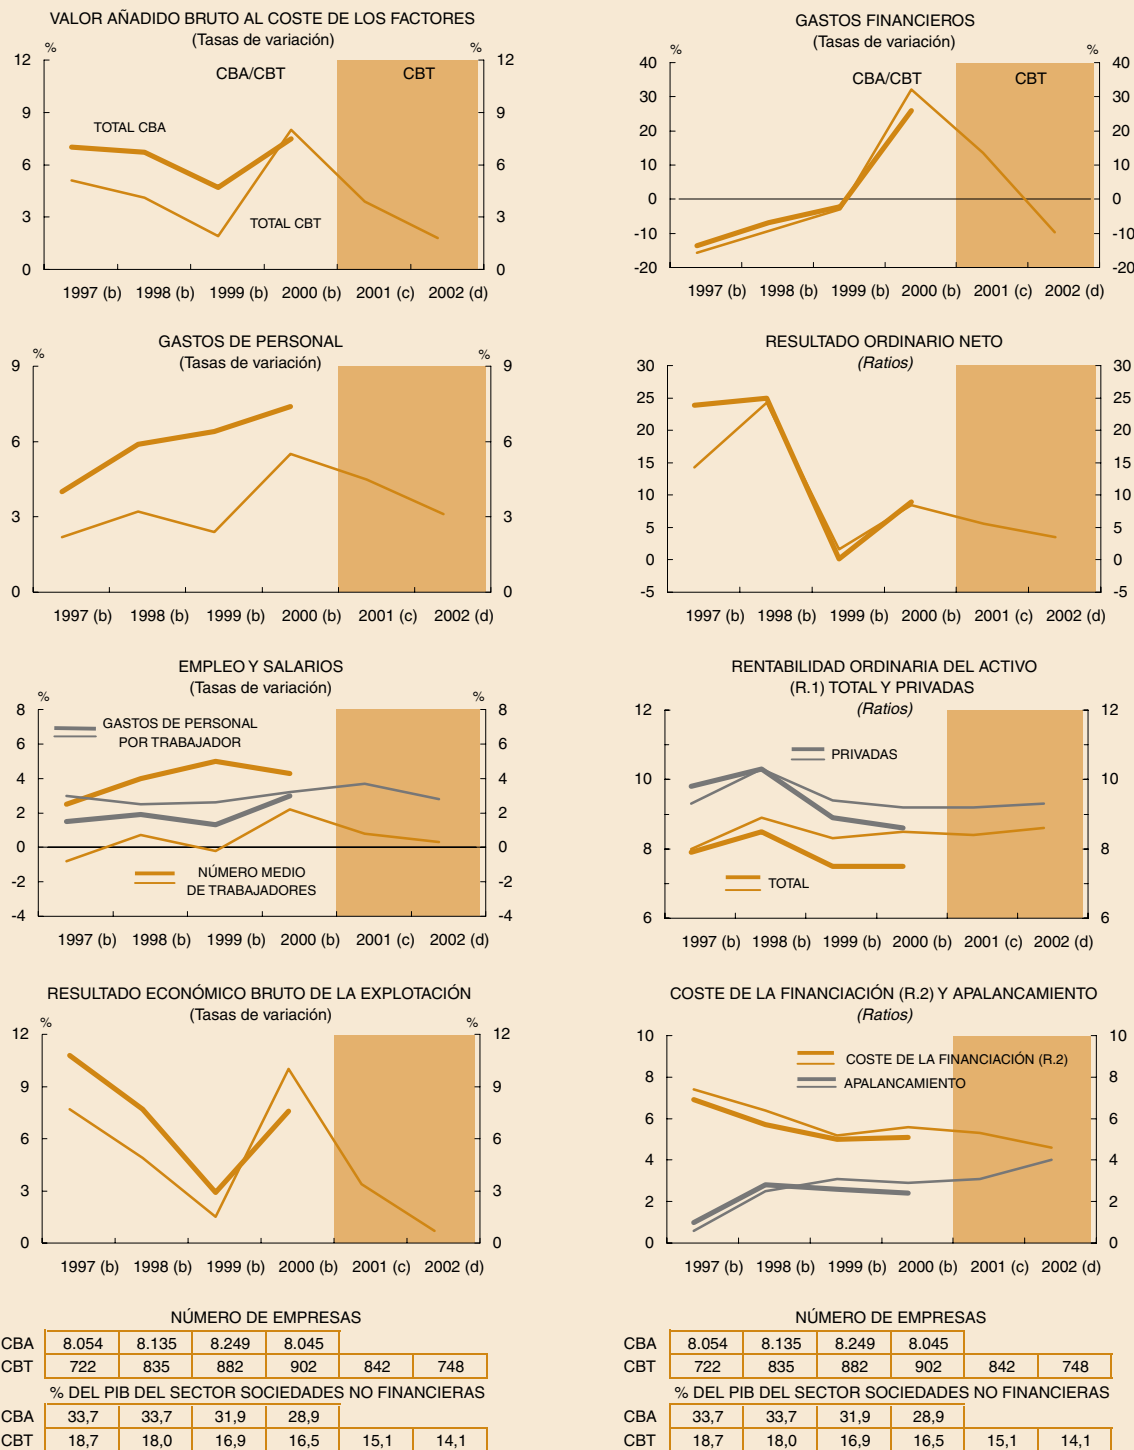 VALOR AÑADIDO BRUTO AL COSTE DE LOS FACTORES
(Tasas de variación)
% %
12 CBA/CBT CBT 12
9 TOTAL CBA 9
6 6
3 TOTAL CBT 3
0 0
1997 (b) 1998 (b) 1999 (b) 2000 (b) 2001 (c) 2002 (d)
GASTOS FINANCIEROS
(Tasas de variación)
% %
40 CBA/CBT CBT 40
30 30
20 20
10 10
0 0
-10 -10
-20 -20
1997 (b) 1998 (b) 1999 (b) 2000 (b) 2001 (c) 2002 (d)
GASTOS DE PERSONAL
(Tasas de variación)
% %
9 9
6 6
3 3
0 0
1997 (b) 1998 (b) 1999 (b) 2000 (b) 2001 (c) 2002 (d)
RESULTADO ORDINARIO NETO
(Ratios)
30 30
25 25
20 20
15 15
10 10
5 5
0 0
-5 -5
1997 (b) 1998 (b) 1999 (b) 2000 (b) 2001 (c) 2002 (d)
EMPLEO Y SALARIOS
(Tasas de variación)
% %
8 8
GASTOS DE PERSONAL
POR TRABAJADOR
6 6
4 4
2 2
0 0
NÚMERO MEDIO
DE TRABAJADORES
-2 -2
-4 -4
1997 (b) 1998 (b) 1999 (b) 2000 (b) 2001 (c) 2002 (d)
RENTABILIDAD ORDINARIA DEL ACTIVO
(R.1) TOTAL Y PRIVADAS
(Ratios)
12 12
PRIVADAS
10 10
8 8
TOTAL
6 6
1997 (b) 1998 (b) 1999 (b) 2000 (b) 2001 (c) 2002 (d)
RESULTADO ECONÓMICO BRUTO DE LA EXPLOTACIÓN
(Tasas de variación)
% %
12 12
9 9
6 6
3 3
0 0
1997 (b) 1998 (b) 1999 (b) 2000 (b) 2001 (c) 2002 (d)
COSTE DE LA FINANCIACIÓN (R.2) Y APALANCAMIENTO
(Ratios)
10 10
COSTE DE LA FINANCIACIÓN (R.2)
8 8
APALANCAMIENTO
6 6
4 4
2 2
0 0
1997 (b) 1998 (b) 1999 (b) 2000 (b) 2001 (c) 2002 (d)
NÚMERO DE EMPRESAS
CBA 8.054 8.135 8.249 8.045
CBT 722 835 882 902 842 748
% DEL PIB DEL SECTOR SOCIEDADES NO FINANCIERAS
CBA 33,7 33,7 31,9 28,9
CBT 18,7 18,0 16,9 16,5 15,1 14,1
NÚMERO DE EMPRESAS
CBA 8.054 8.135 8.249 8.045
CBT 722 835 882 902 842 748
% DEL PIB DEL SECTOR SOCIEDADES NO FINANCIERAS
CBA 33,7 33,7 31,9 28,9
CBT 18,7 18,0 16,9 16,5 15,1 14,1